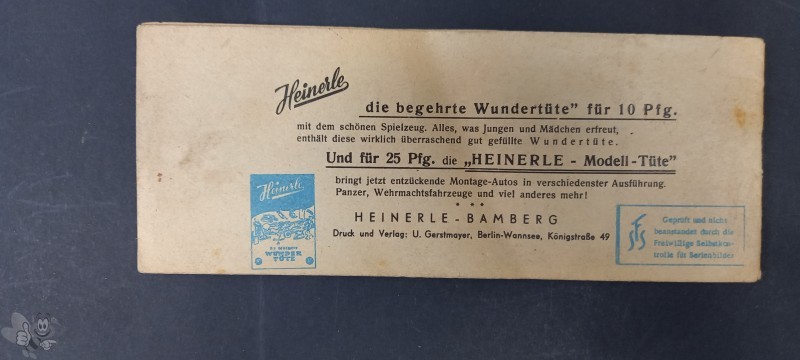 Heinerle
die begehrte Wundertüte" für 10 Pfg.
mit dem schönen Spielzeug. Alles, was Jungen und Mädchen erfreut,
enthält diese wirklich überraschend gut gefüllte Wundertüte.
Und für 25 Pfg. die „HEINERLE - Modell-Tüte"
bringt jetzt entzückende Montage-Autos in verschiedenster Ausführung.
Panzer, Wehrmachtsfahrzeuge und viel anderes mehr!
HEINERLE-BAMBERG
Druck und Verlag: U. Gerstmayer, Berlin-Wannsee, Königstraße 49
Heinerle
WUNDER
TÜTE
FSS
Geprüft und nicht
beanstandet durch die
Freiwillige Selbstkon-
trolle für Serienbilder